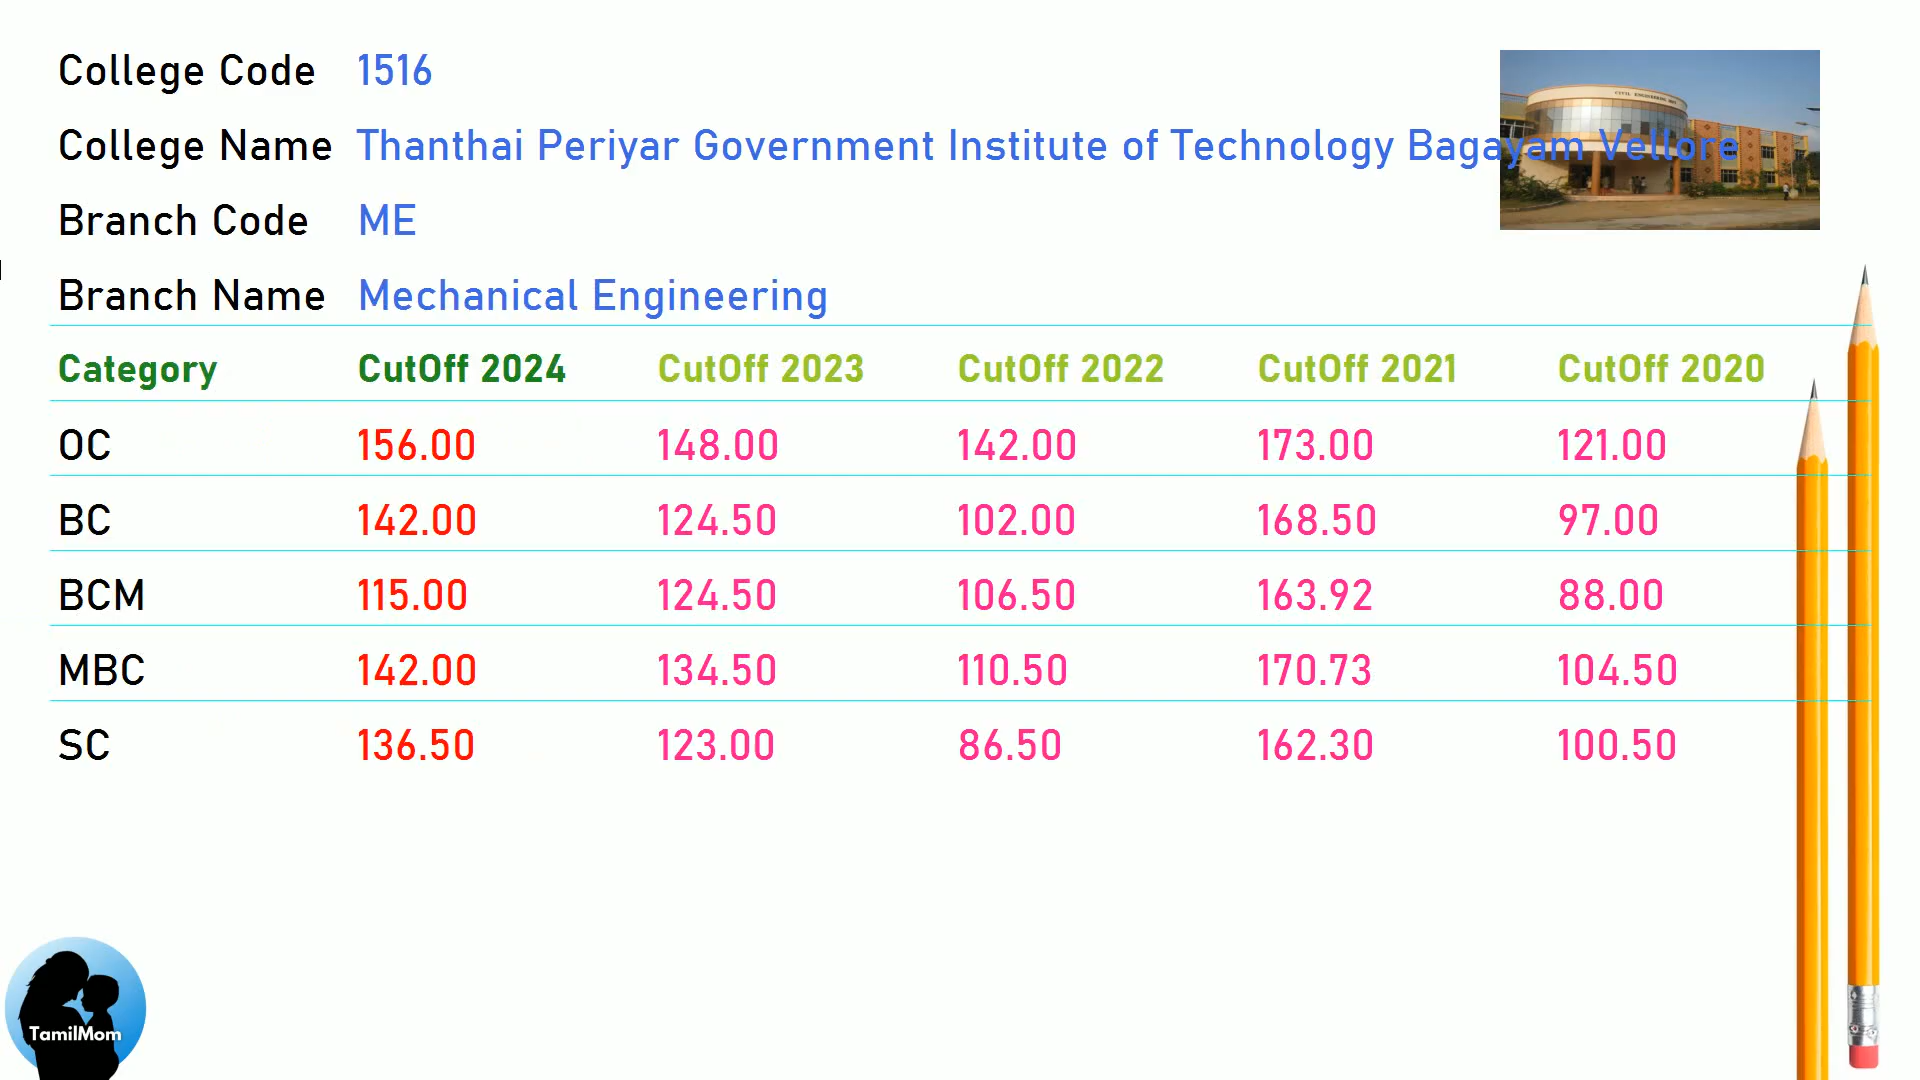 College Code 1516
College Name Thanthai Periyar Government Institute of Technology Bagayam Vellore
CIVIL ENGINEERING
Branch Code ME
Branch Name Mechanical Engineering
Category CutOff 2024 CutOff 2023 CutOff 2022 CutOff 2021 CutOff 2020
OC 156.00 148.00 142.00 173.00 121.00
BC 142.00 124.50 102.00 168.50 97.00
BCM 115.00 124.50 106.50 163.92 88.00
MBC 142.00 134.50 110.50 170.73 104.50
SC 136.50 123.00 86.50 162.30 100.50
TamilMom